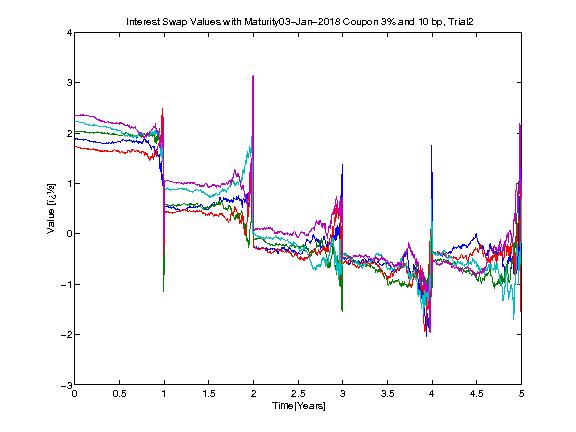 Interest Swap Values with Maturity03-Jan-2018 Coupon 3% and 10 bp, Trial2
4
3
2
1
0
-1
-2
-3
Value [ï¿½]
0 0.5 1 1.5 2 2.5 3 3.5 4 4.5 5
Time[Years]